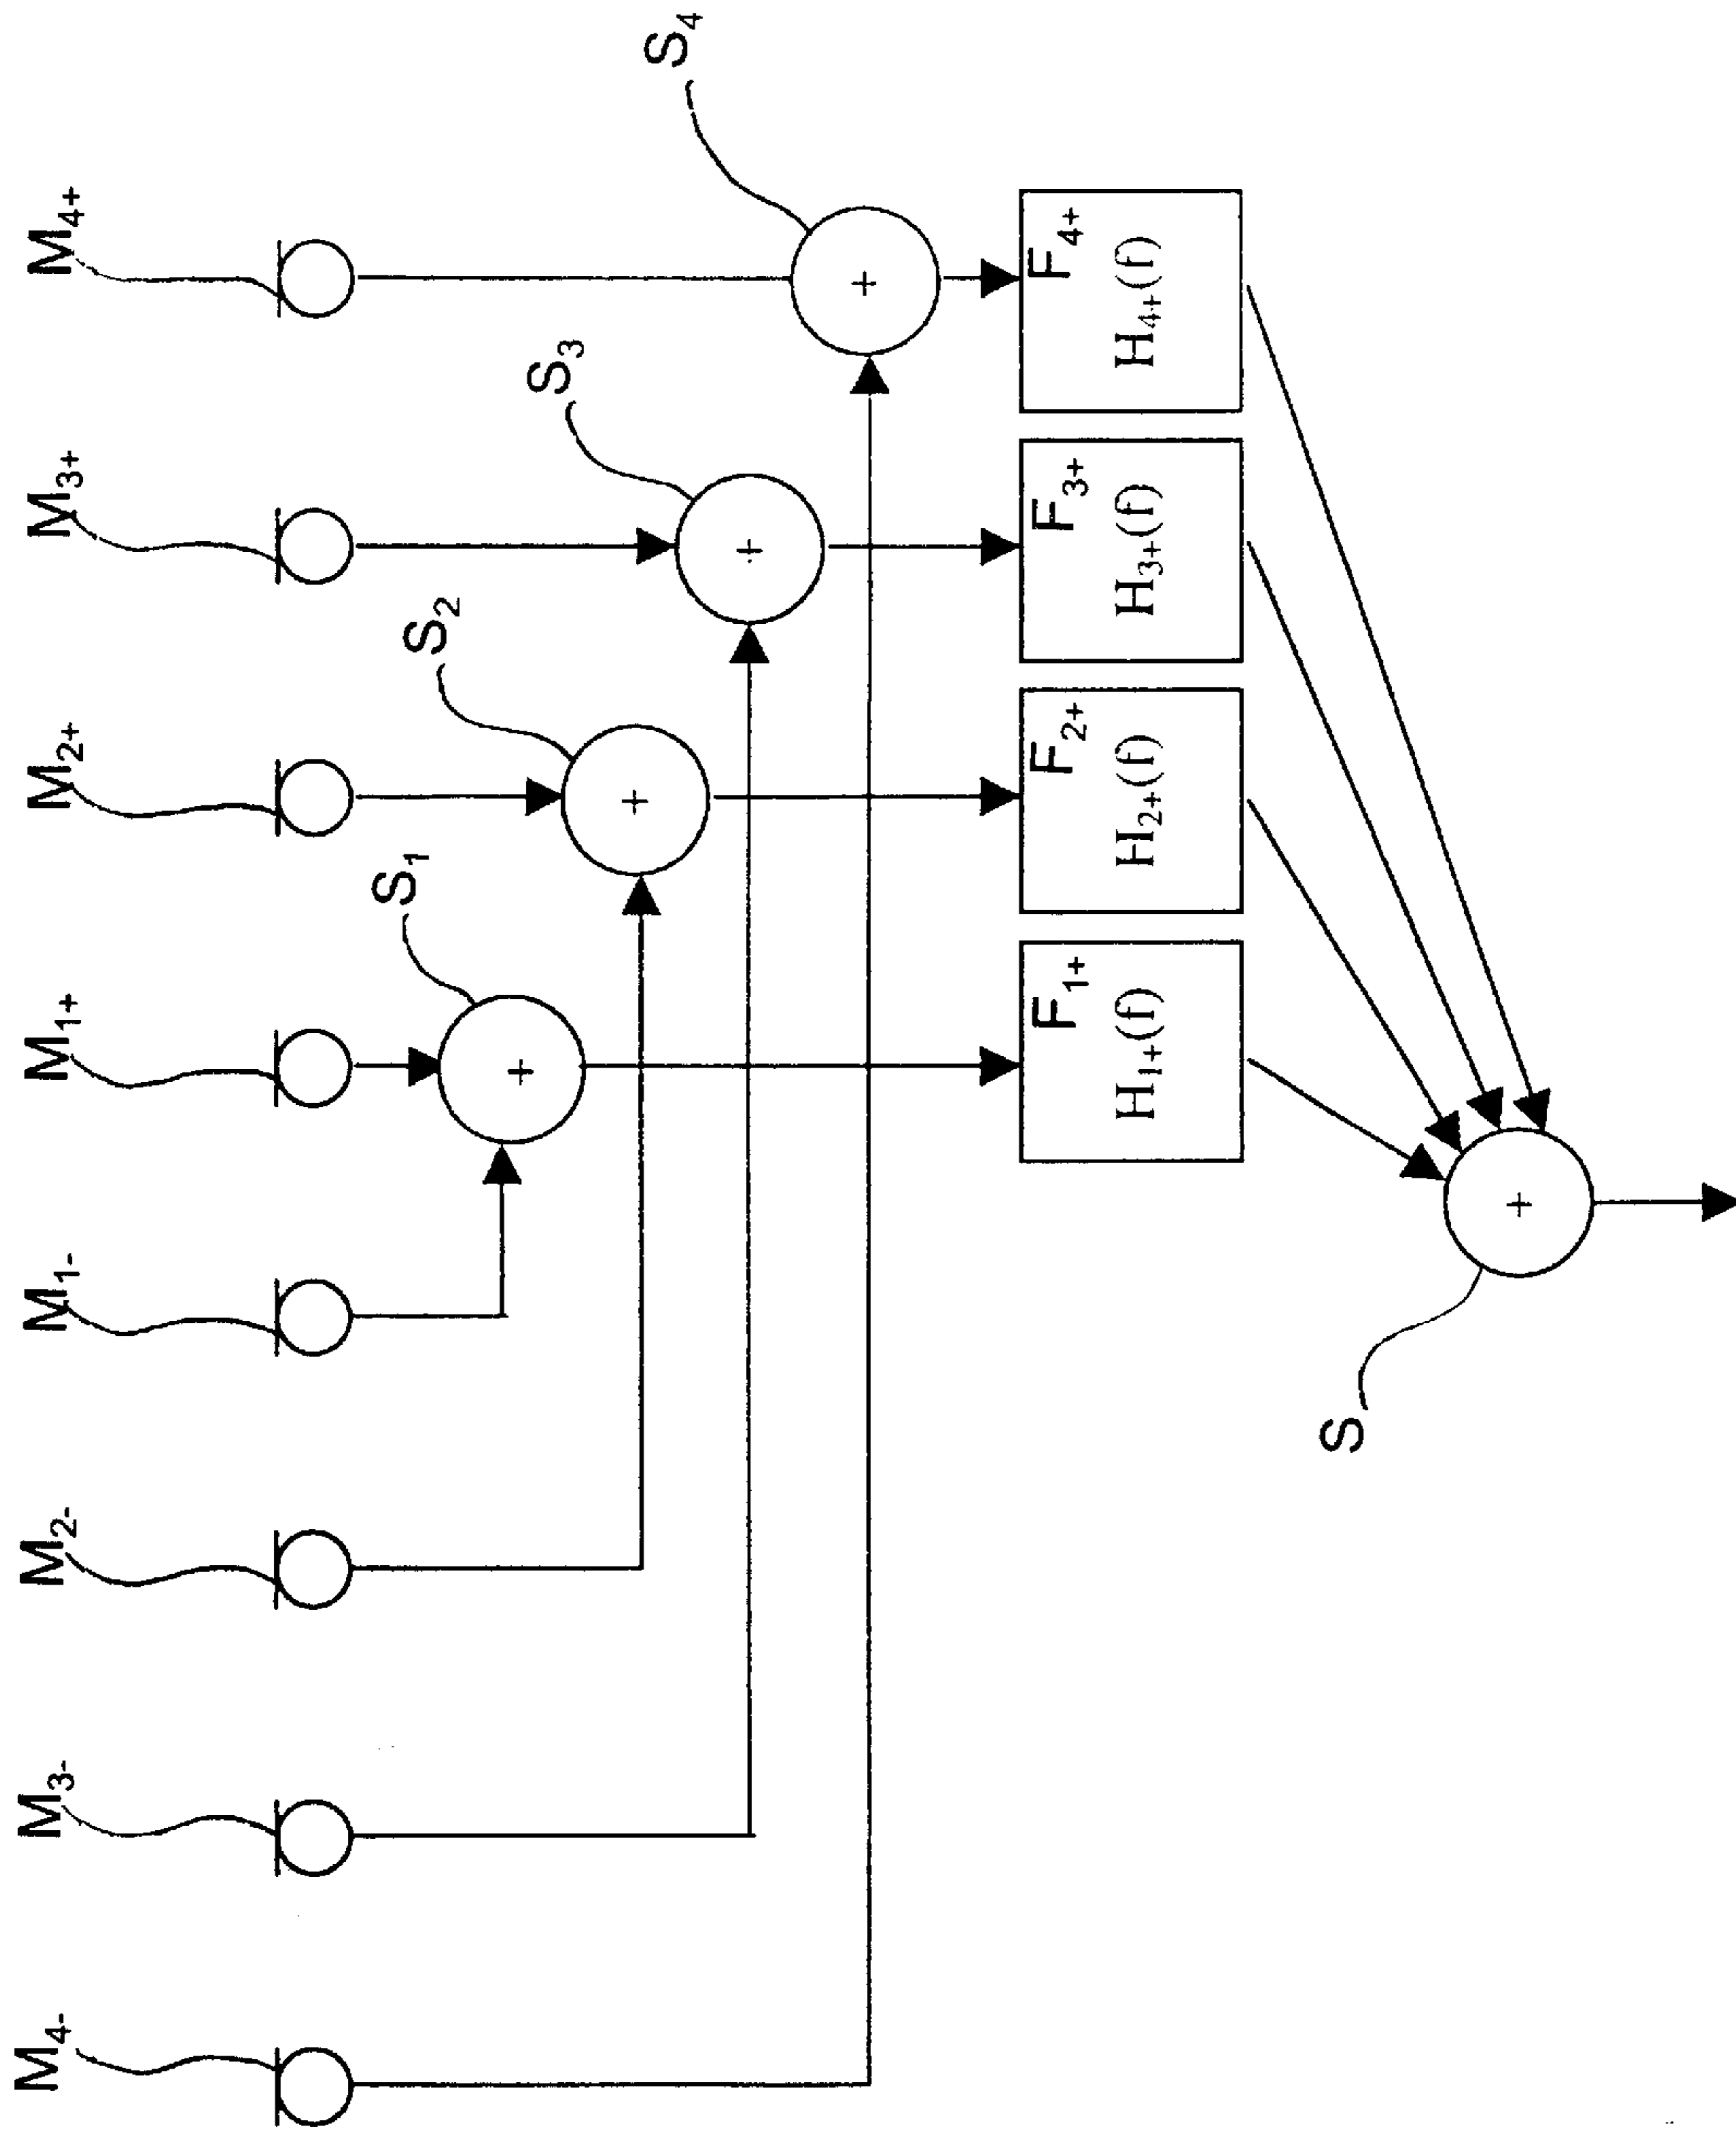 M4-
M3-
M2-
M1-
M1+
M2+
M3+
M4+
S1
+
S2
+
S3
+
S4
+
F1+
H1+(f)
F2+
H2+(f)
F3+
H3+(f)
F4+
H4+(f)
S
+